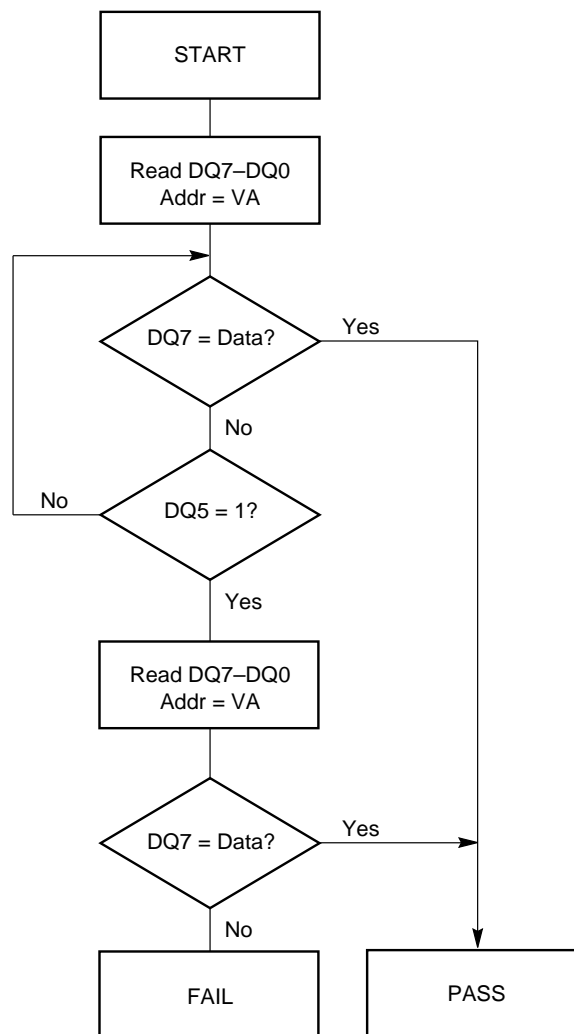 START
Read DQ7–DQ0
Addr = VA
DQ7 = Data?
Yes
No
No
DQ5 = 1?
Yes
Read DQ7–DQ0
Addr = VA
DQ7 = Data?
Yes
No
FAIL
PASS